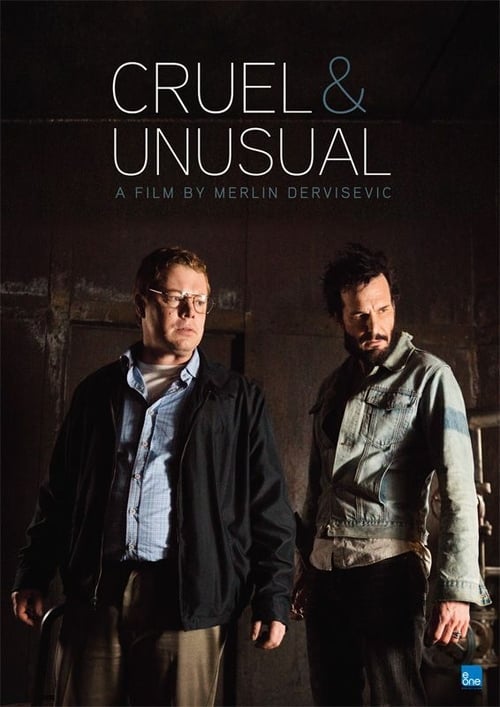 CRUEL &
UNUSUAL
A FILM BY MERLIN DERVISEVIC
e
one